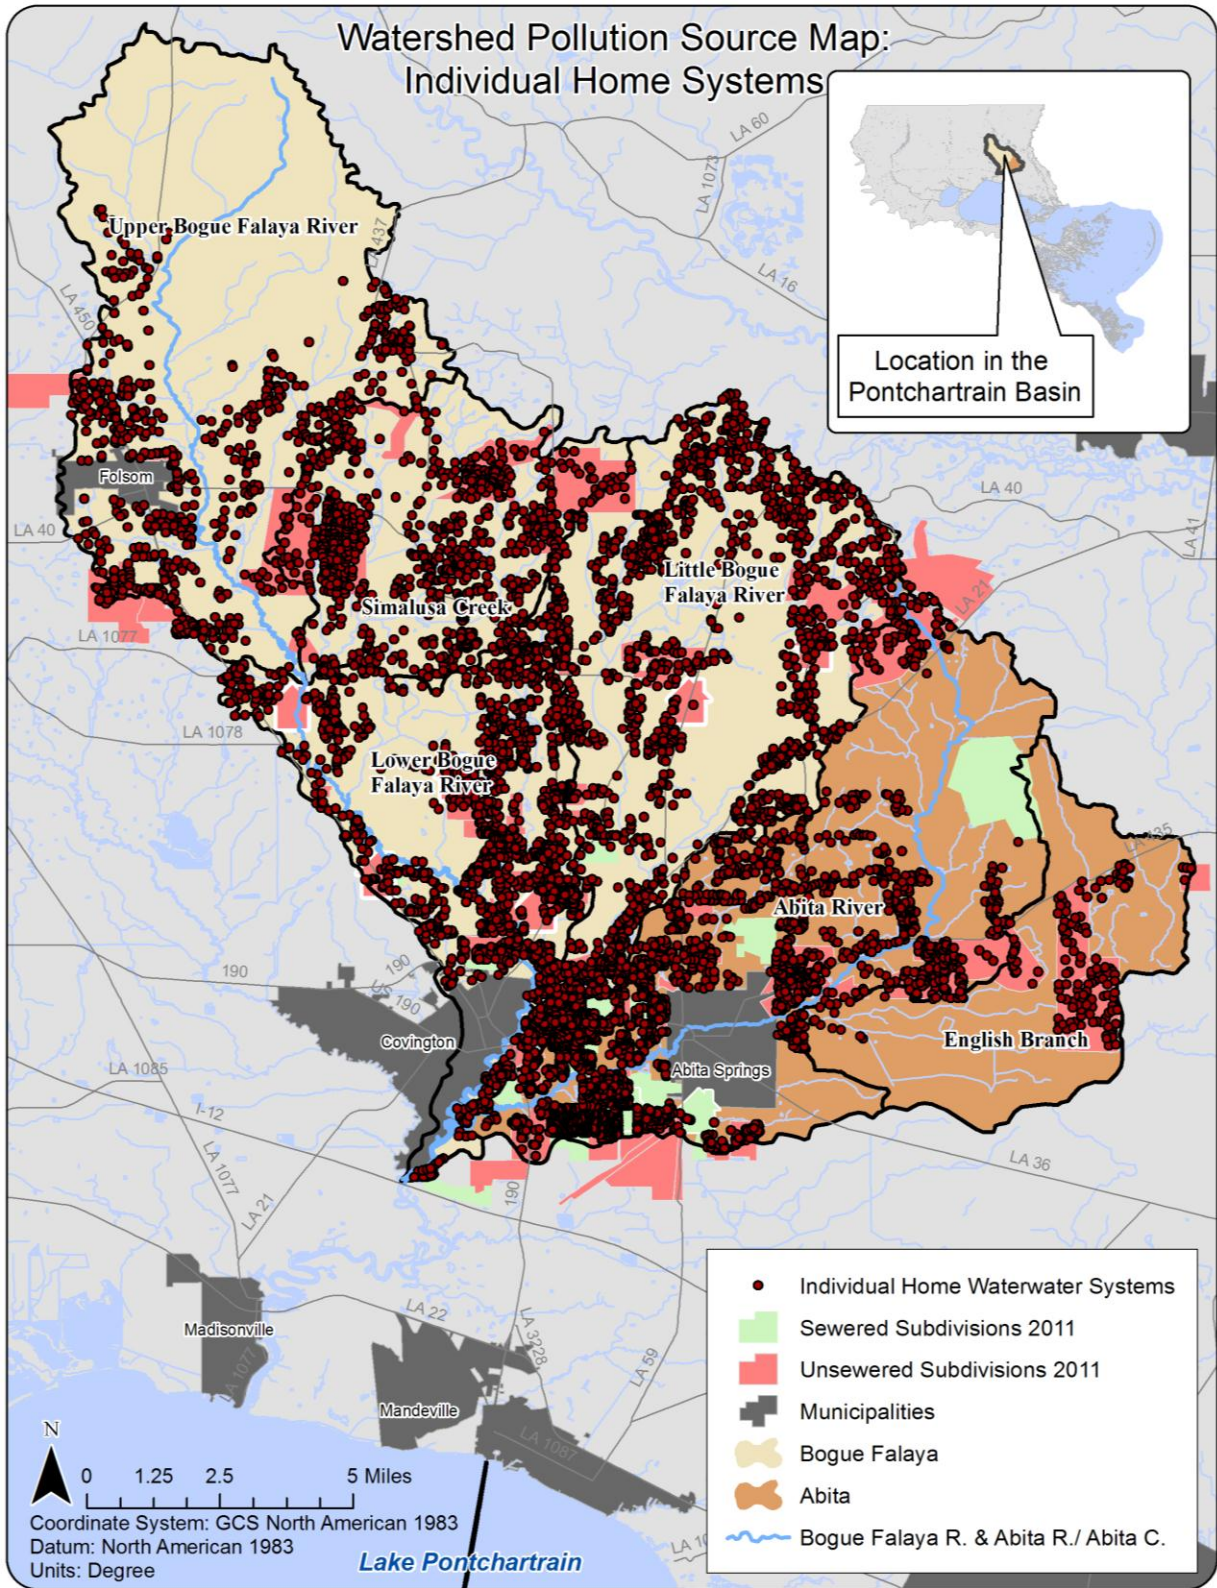 Watershed Pollution Source Map:
Individual Home Systems
LA 60
LA 1073
LA 16
Location in the
Pontchartrain Basin
Upper Bogue Falaya River
LA 437
LA 450
Folsom
LA 40
LA 40
LA 41
LA 21
Little Bogue
Falaya River
Simalusa Creek
LA 1077
LA 1078
Lower Bogue
Falaya River
LA 435
Abita River
190
190
US 190
Covington
English Branch
Abita Springs
LA 1085
I-12
LA 36
LA 1077
LA 21
190
Individual Home Waterwater Systems
Sewered Subdivisions 2011
Unsewered Subdivisions 2011
Municipalities
Bogue Falaya
Abita
Bogue Falaya R. & Abita R./ Abita C.
LA 22
Madisonville
LA 3228
LA 59
LA 1077
Mandeville
LA 1087
N
0 1.25 2.5 5 Miles
Coordinate System: GCS North American 1983
Datum: North American 1983
Units: Degree
Lake Pontchartrain